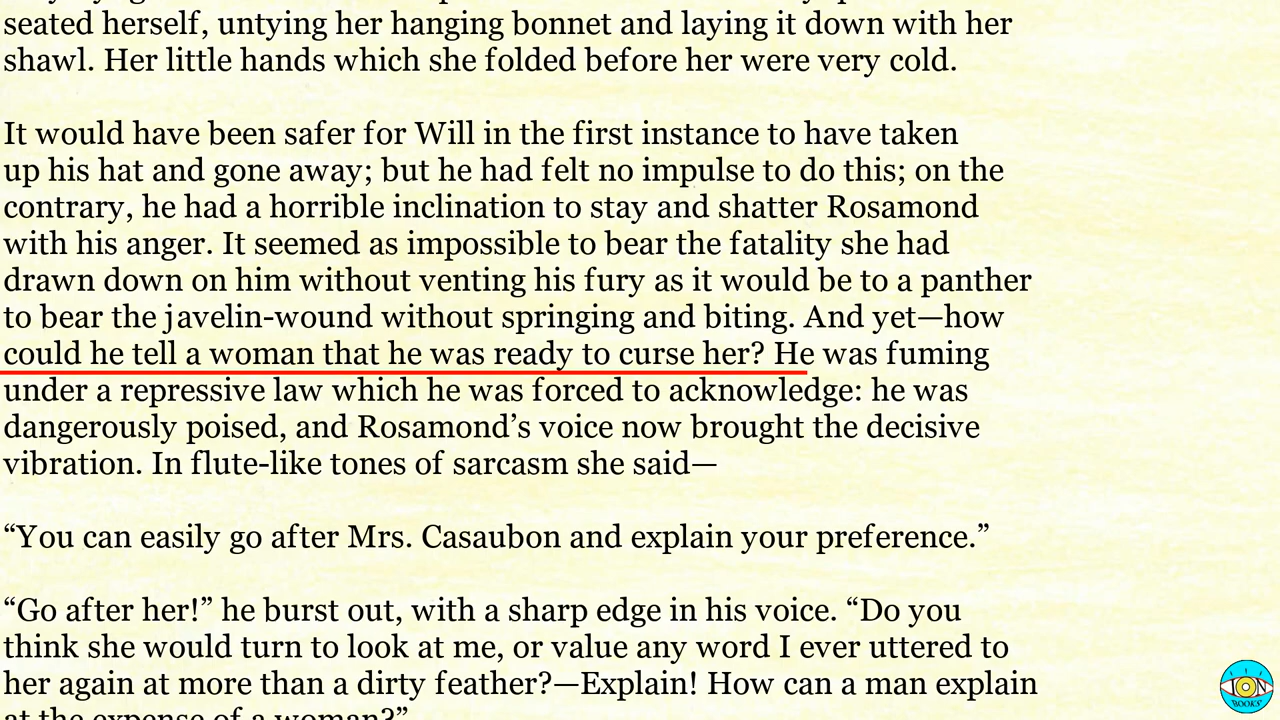 seated herself, untying her hanging bonnet and laying it down with her
shawl. Her little hands which she folded before her were very cold.
It would have been safer for Will in the first instance to have taken
up his hat and gone away; but he had felt no impulse to do this; on the
contrary, he had a horrible inclination to stay and shatter Rosamond
with his anger. It seemed as impossible to bear the fatality she had
drawn down on him without venting his fury as it would be to a panther
to bear the javelin-wound without springing and biting. And yet—how
could he tell a woman that he was ready to curse her? He was fuming
under a repressive law which he was forced to acknowledge: he was
dangerously poised, and Rosamond’s voice now brought the decisive
vibration. In flute-like tones of sarcasm she said—
“You can easily go after Mrs. Casaubon and explain your preference.”
“Go after her!” he burst out, with a sharp edge in his voice. “Do you
think she would turn to look at me, or value any word I ever uttered to
her again at more than a dirty feather?—Explain! How can a man explain
at the expense of a woman?”
ION
BOOKS